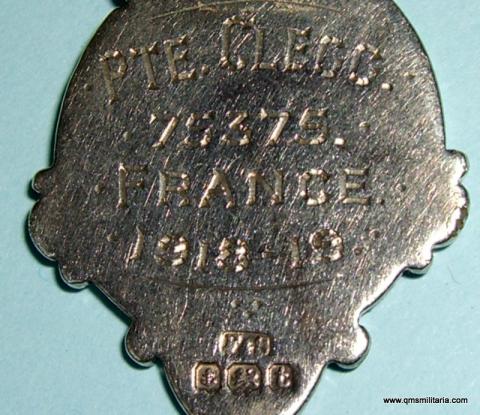 · PTE. CLEGG. ·
· 75375. ·
· FRANCE. ·
· 1918-19. ·
www.qmsmilitaria.com